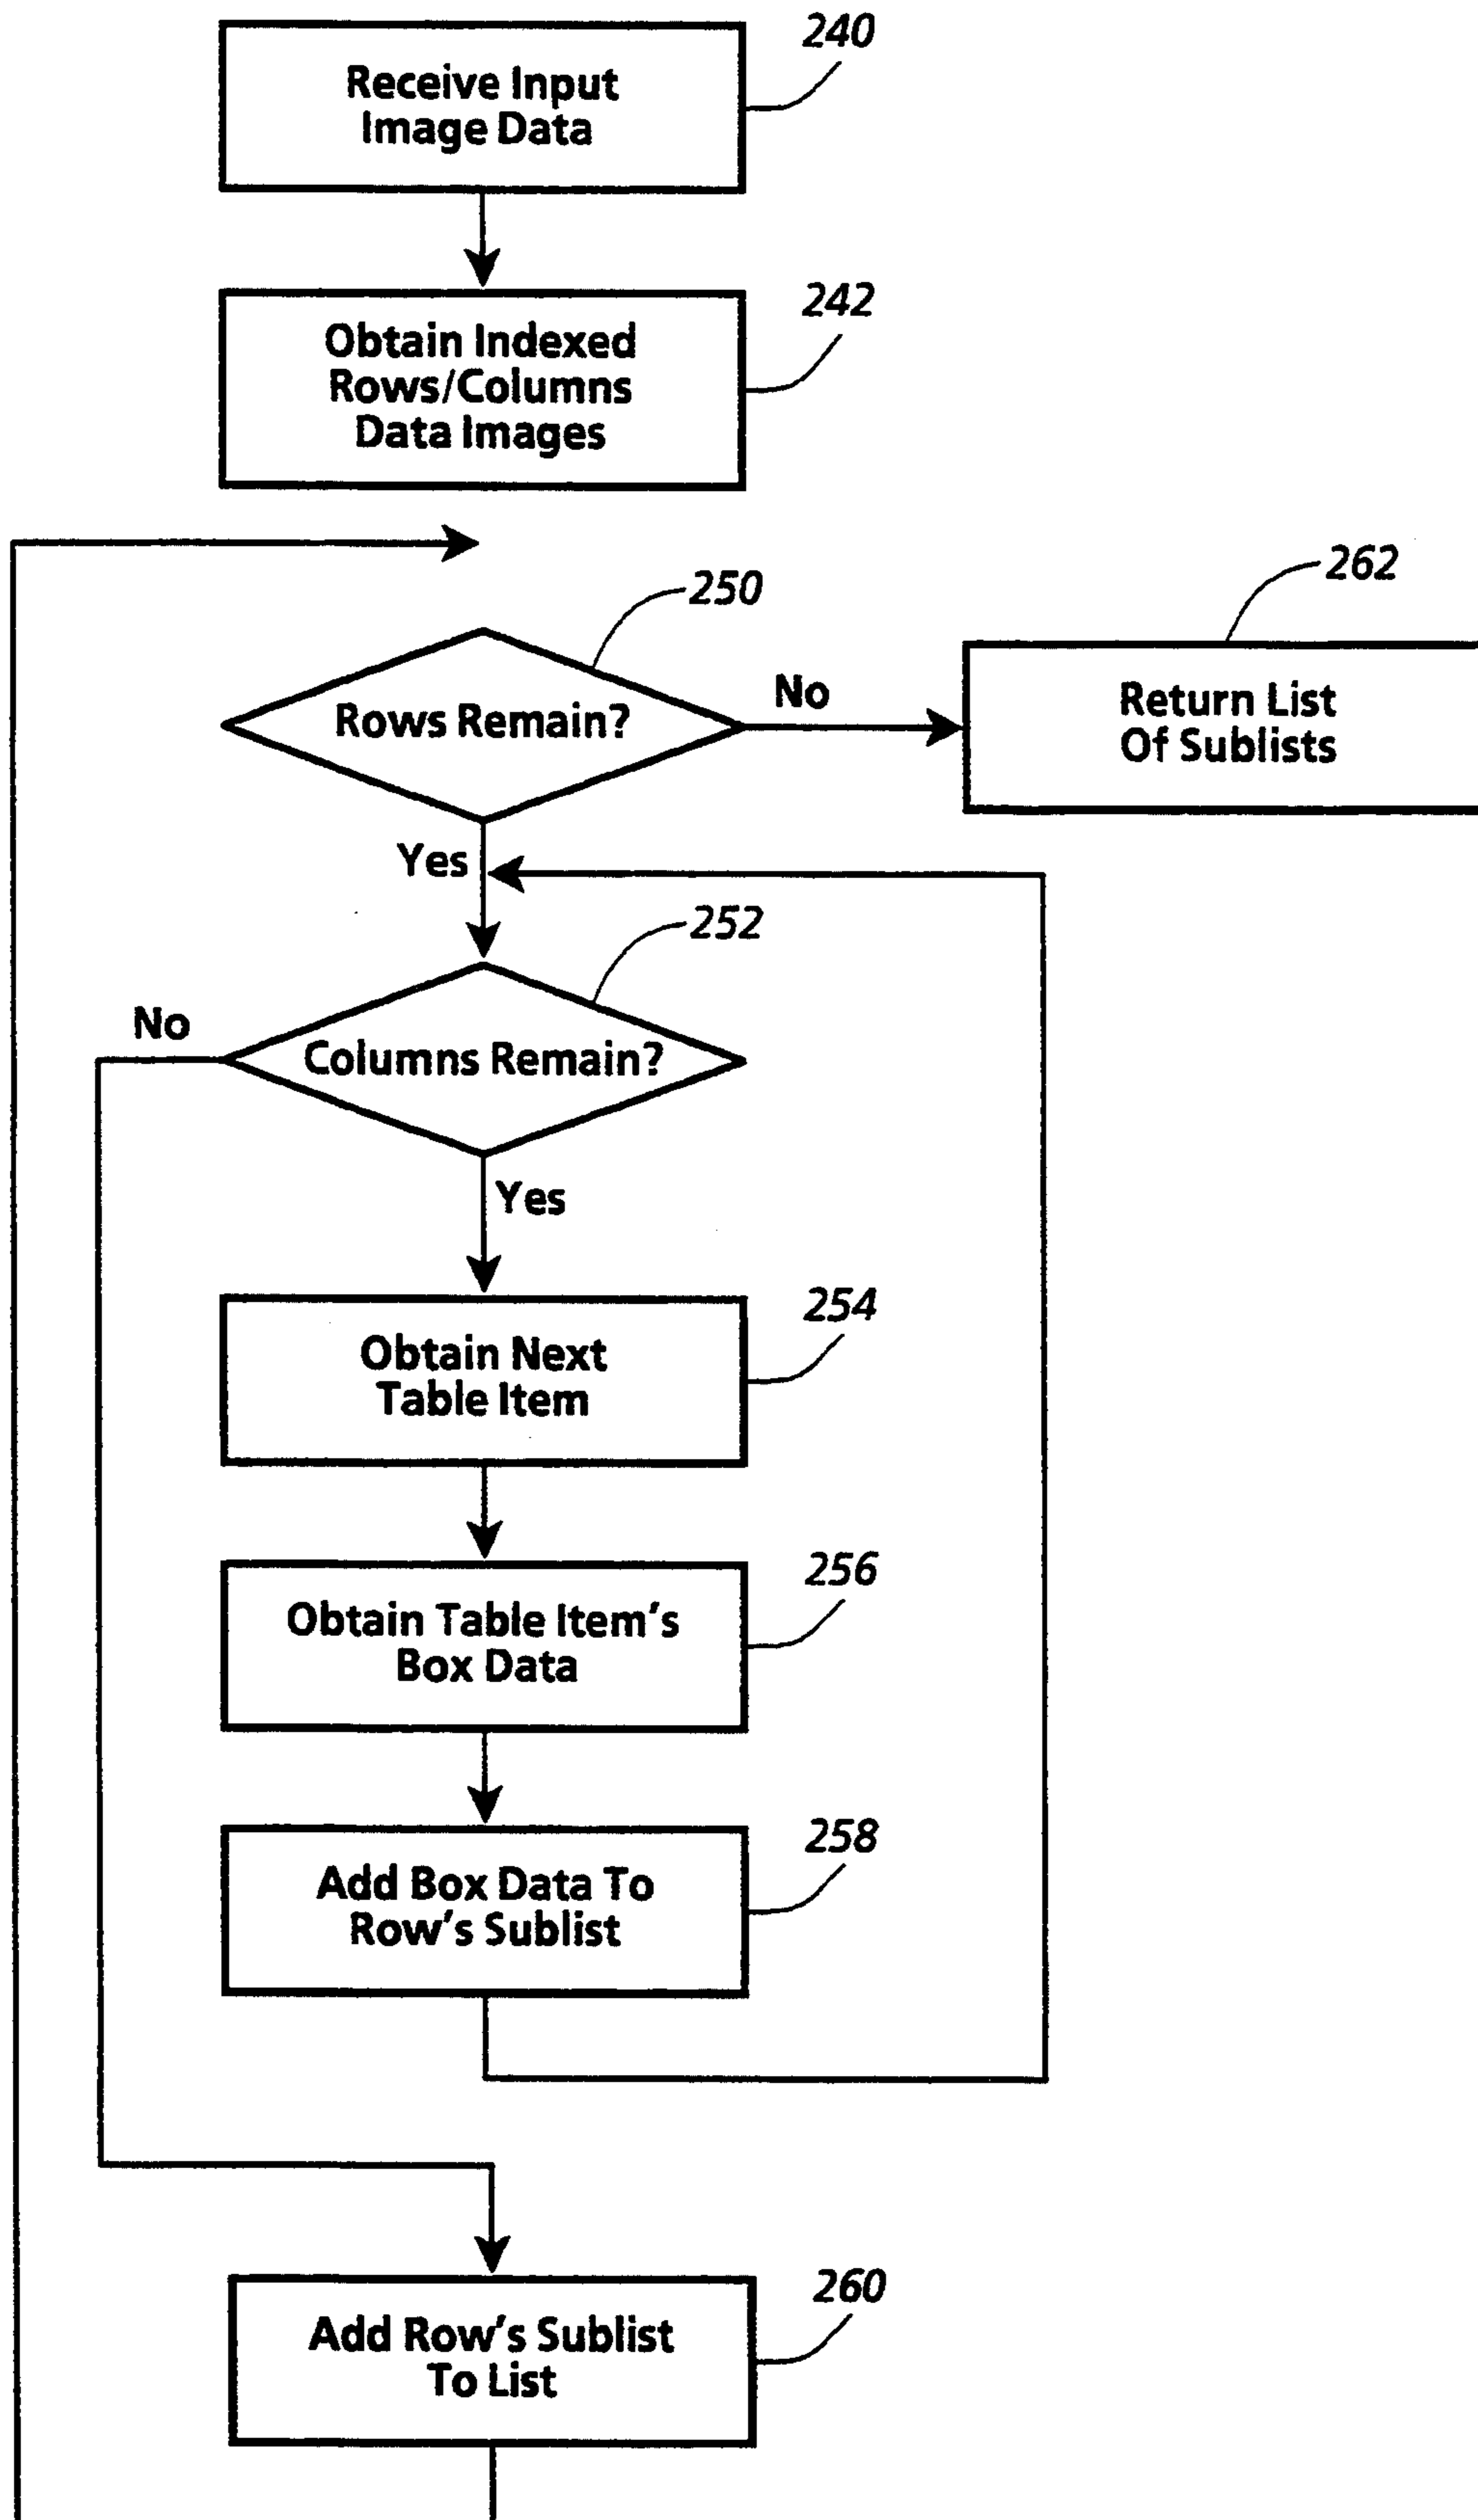 240
Receive Input
Image Data
242
Obtain Indexed
Rows/Columns
Data Images
250
262
Rows Remain?
No
Return List
Of Sublists
Yes
252
No
Columns Remain?
Yes
254
Obtain Next
Table Item
256
Obtain Table Item's
Box Data
258
Add Box Data To
Row's Sublist
260
Add Row's Sublist
To List